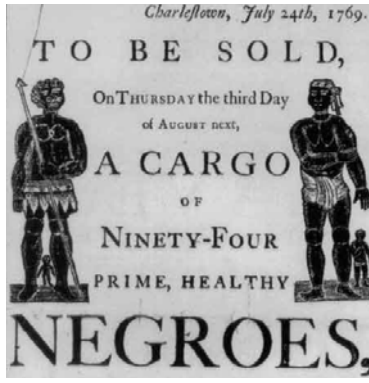 Charlestown, July 24th, 1769.
TO BE SOLD,
On THURSDAY the third Day
of AUGUST next,
A CARGO
OF
NINETY-FOUR
PRIME, HEALTHY
NEGROES,